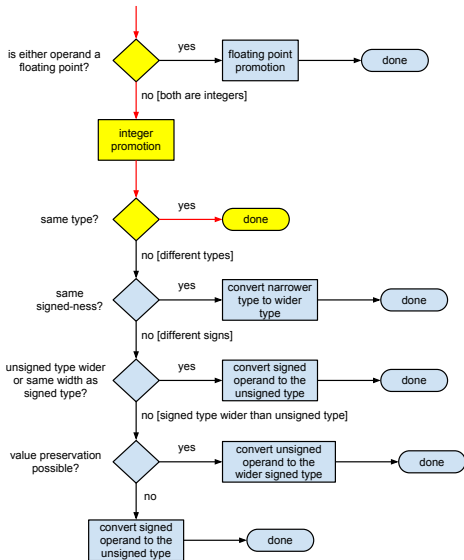 is either operand a
floating point?
yes
floating point
promotion
done
no [both are integers]
integer
promotion
same type?
yes
done
no [different types]
same
signed-ness?
yes
convert narrower
type to wider
type
done
no [different signs]
unsigned type wider
or same width as
signed type?
yes
convert signed
operand to the
unsigned type
done
no [signed type wider than unsigned type]
value preservation
possible?
yes
convert unsigned
operand to the
wider signed type
done
no
convert signed
operand to the
unsigned type
done